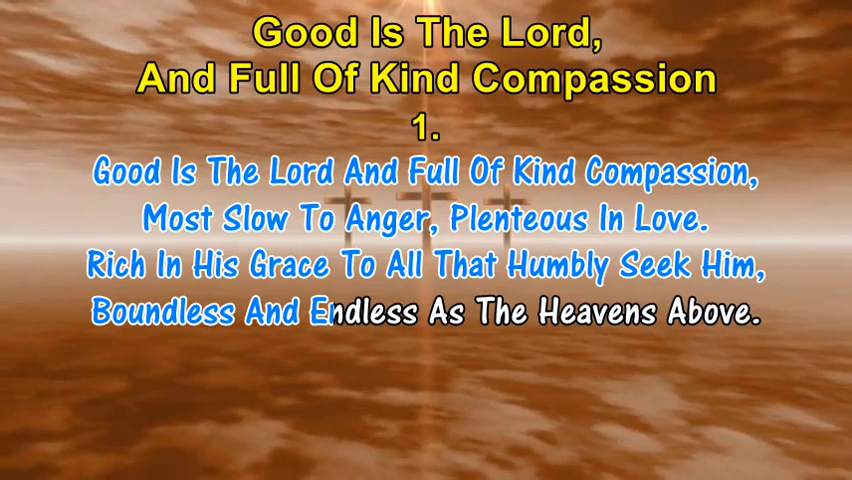 Good Is The Lord,
And Full Of Kind Compassion
1.
Good Is The Lord And Full Of Kind Compassion,
Most Slow To Anger, Plenteous In Love.
Rich In His Grace To All That Humbly Seek Him,
Boundless And Endless As The Heavens Above.